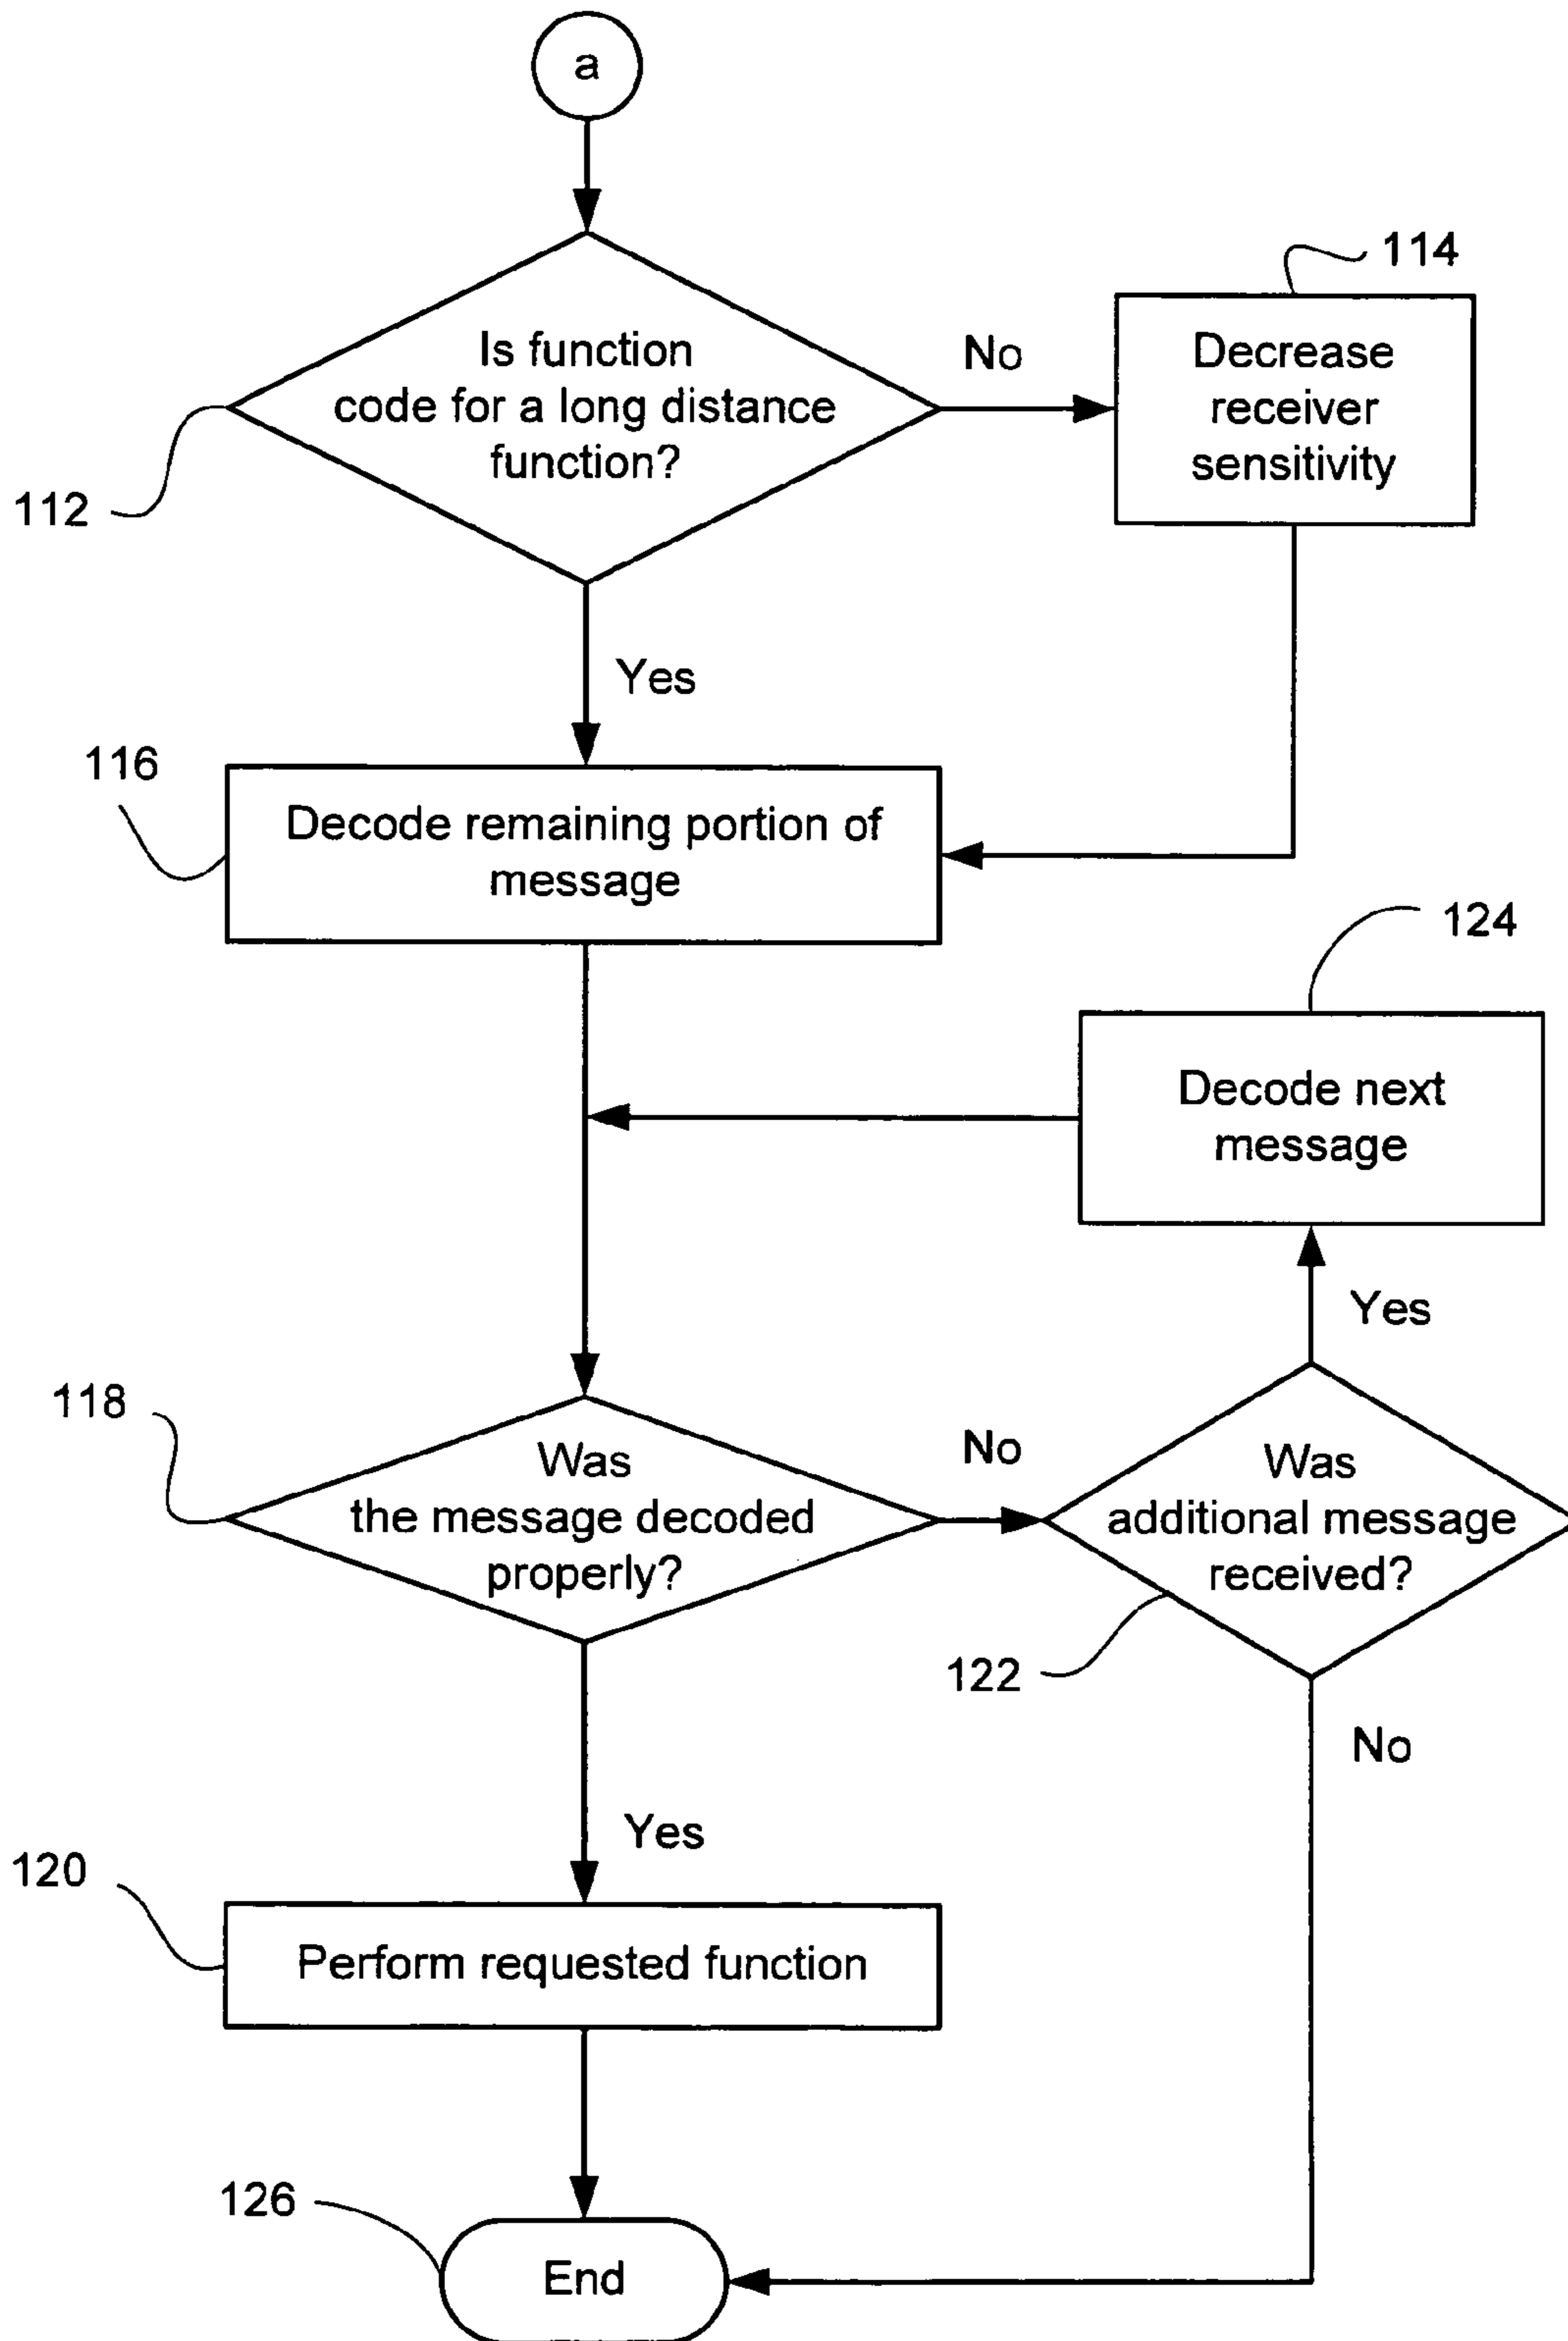 a
Is function
code for a long distance
function?
112
No
114
Decrease
receiver
sensitivity
Yes
116
Decode remaining portion of
message
124
Decode next
message
Yes
118
Was
the message decoded
properly?
No
Was
additional message
received?
122
No
Yes
120
Perform requested function
126
End